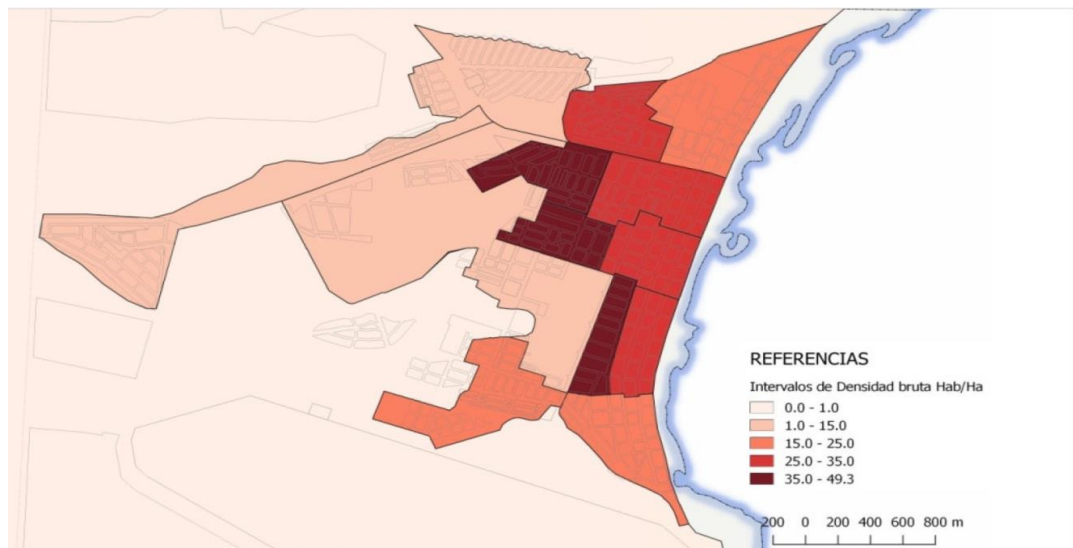 REFERENCIAS
Intervalos de Densidad bruta Hab/Ha
0.0 - 1.0
1.0 - 15.0
15.0 - 25.0
25.0 - 35.0
35.0 - 49.3
200 0 200 400 600 800 m